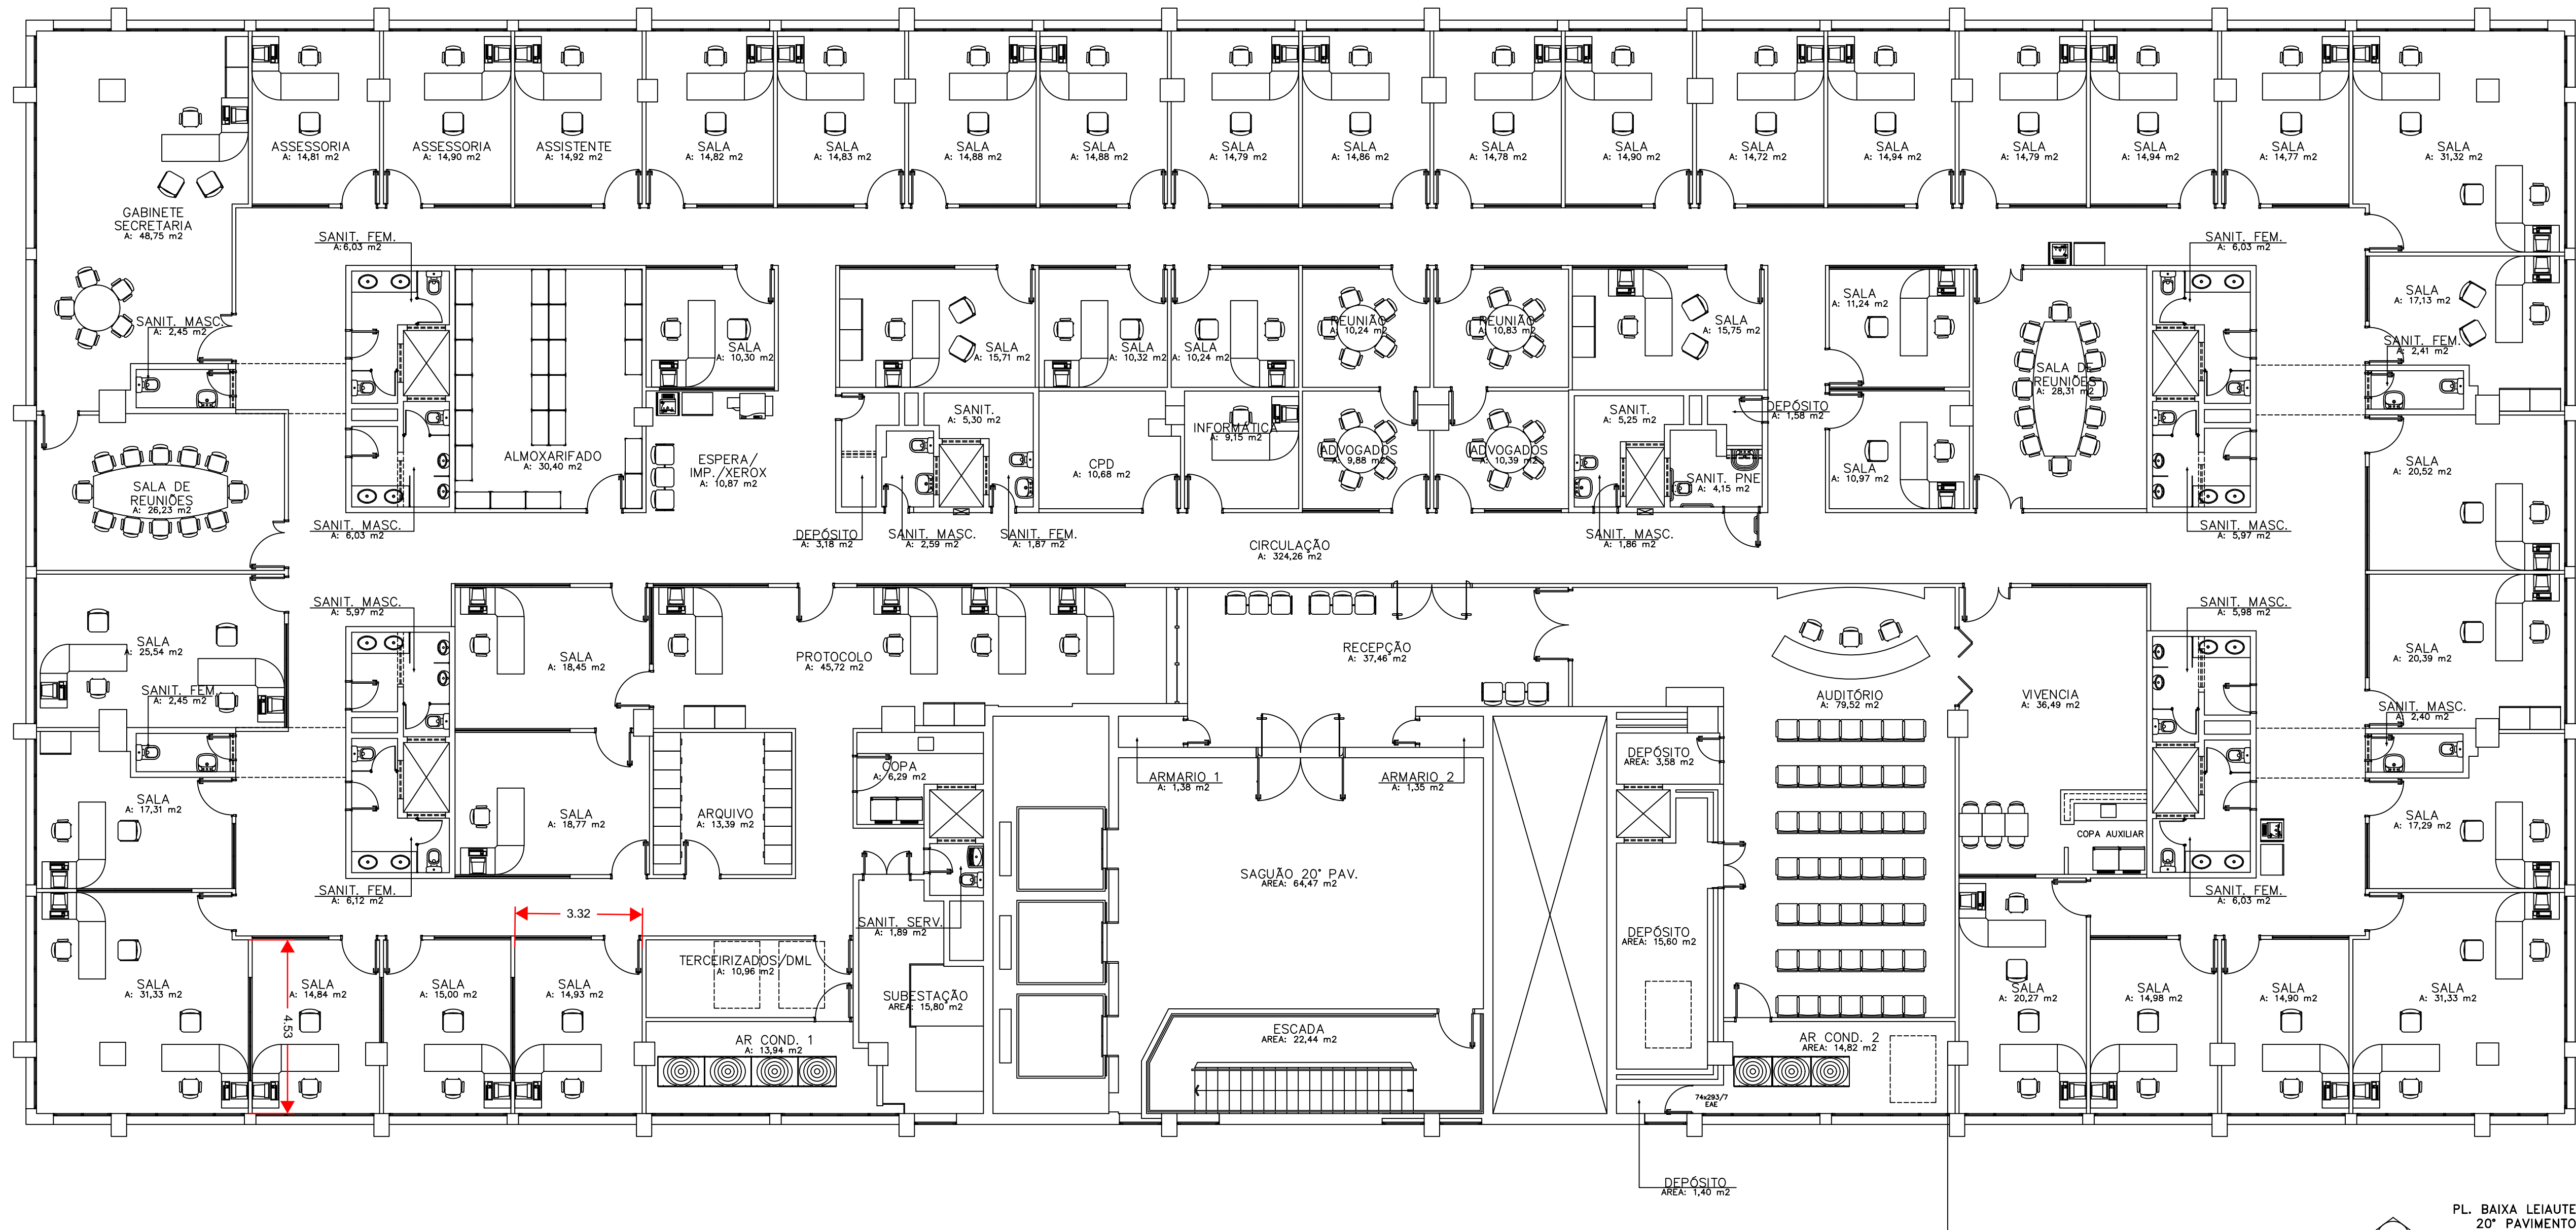 ASSESSORIA
A: 14,81 m2
ASSESSORIA
A: 14,90 m2
ASSISTENTE
A: 14,92 m2
SALA
A: 14,82 m2
SALA
A: 14,83 m2
SALA
A: 14,88 m2
SALA
A: 14,88 m2
SALA
A: 14,79 m2
SALA
A: 14,86 m2
SALA
A: 14,78 m2
SALA
A: 14,90 m2
SALA
A: 14,72 m2
SALA
A: 14,94 m2
SALA
A: 14,79 m2
SALA
A: 14,94 m2
SALA
A: 14,77 m2
SALA
A: 31,32 m2
GABINETE
SECRETARIA
A: 48,75 m2
SANIT. FEM.
A: 6,03 m2
SANIT. FEM.
A: 6,03 m2
SANIT. MASC.
A: 2,45 m2
SALA
A: 10,30 m2
SALA
A: 15,71 m2
SALA
A: 10,32 m2
SALA
A: 10,24 m2
REUNIÃO
A: 10,24 m2
REUNIÃO
A: 10,83 m2
SALA
A: 15,75 m2
SALA
A: 11,24 m2
SALA DE
REUNIÕES
A: 28,31 m2
SALA
A: 17,13 m2
SANIT. FEM.
A: 2,41 m2
SALA DE
REUNIÕES
A: 26,23 m2
ALMOXARIFADO
A: 30,40 m2
ESPERA/
IMP./XEROX
A: 10,87 m2
SANIT.
A: 5,30 m2
CPD
A: 10,68 m2
INFORMÁTICA
A: 9,15 m2
ADVOGADOS
A: 9,88 m2
ADVOGADOS
A: 10,39 m2
SANIT.
A: 5,25 m2
DEPÓSITO
A: 1,58 m2
SANIT. PNE
A: 4,15 m2
SALA
A: 10,97 m2
SALA
A: 20,52 m2
SANIT. MASC.
A: 6,03 m2
DEPÓSITO
A: 3,18 m2
SANIT. MASC.
A: 2,59 m2
SANIT. FEM.
A: 1,87 m2
CIRCULAÇÃO
A: 324,26 m2
SANIT. MASC.
A: 1,86 m2
SANIT. MASC.
A: 5,97 m2
SANIT. MASC.
A: 5,97 m2
SANIT. MASC.
A: 5,98 m2
SALA
A: 25,54 m2
SALA
A: 18,45 m2
PROTOCOLO
A: 45,72 m2
RECEPÇÃO
A: 37,46 m2
AUDITÓRIO
A: 79,52 m2
VIVENCIA
A: 36,49 m2
SALA
A: 20,39 m2
SANIT. FEM.
A: 2,45 m2
SANIT. MASC.
A: 2,40 m2
SALA
A: 17,31 m2
SALA
A: 18,77 m2
ARQUIVO
A: 13,39 m2
COPA
A: 6,29 m2
ARMARIO 1
A: 1,38 m2
ARMARIO 2
A: 1,35 m2
DEPÓSITO
AREA: 3,58 m2
COPA AUXILIAR
SALA
A: 17,29 m2
SANIT. FEM.
A: 6,12 m2
SAGUÃO 20° PAV.
AREA: 64,47 m2
SANIT. FEM.
A: 6,03 m2
3.32
SANIT. SERV.
A: 1,89 m2
DEPÓSITO
AREA: 15,60 m2
TERCEIRIZADOS/DML
A: 10,96 m2
SALA
A: 31,33 m2
SALA
A: 14,84 m2
4.53
SALA
A: 15,00 m2
SALA
A: 14,93 m2
SUBESTAÇÃO
AREA: 15,80 m2
SALA
A: 20,27 m2
SALA
A: 14,98 m2
SALA
A: 14,90 m2
SALA
A: 31,33 m2
AR COND. 1
A: 13,94 m2
ESCADA
AREA: 22,44 m2
AR COND. 2
AREA: 14,82 m2
74x293/7
EAE
DEPÓSITO
AREA: 1,40 m2
PL. BAIXA LEIAUTE
20° PAVIMENTO